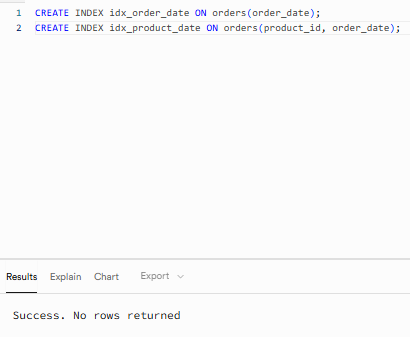 1 CREATE INDEX idx_order_date ON orders(order_date);
2 CREATE INDEX idx_product_date ON orders(product_id, order_date);
Results Explain Chart Export
Success. No rows returned